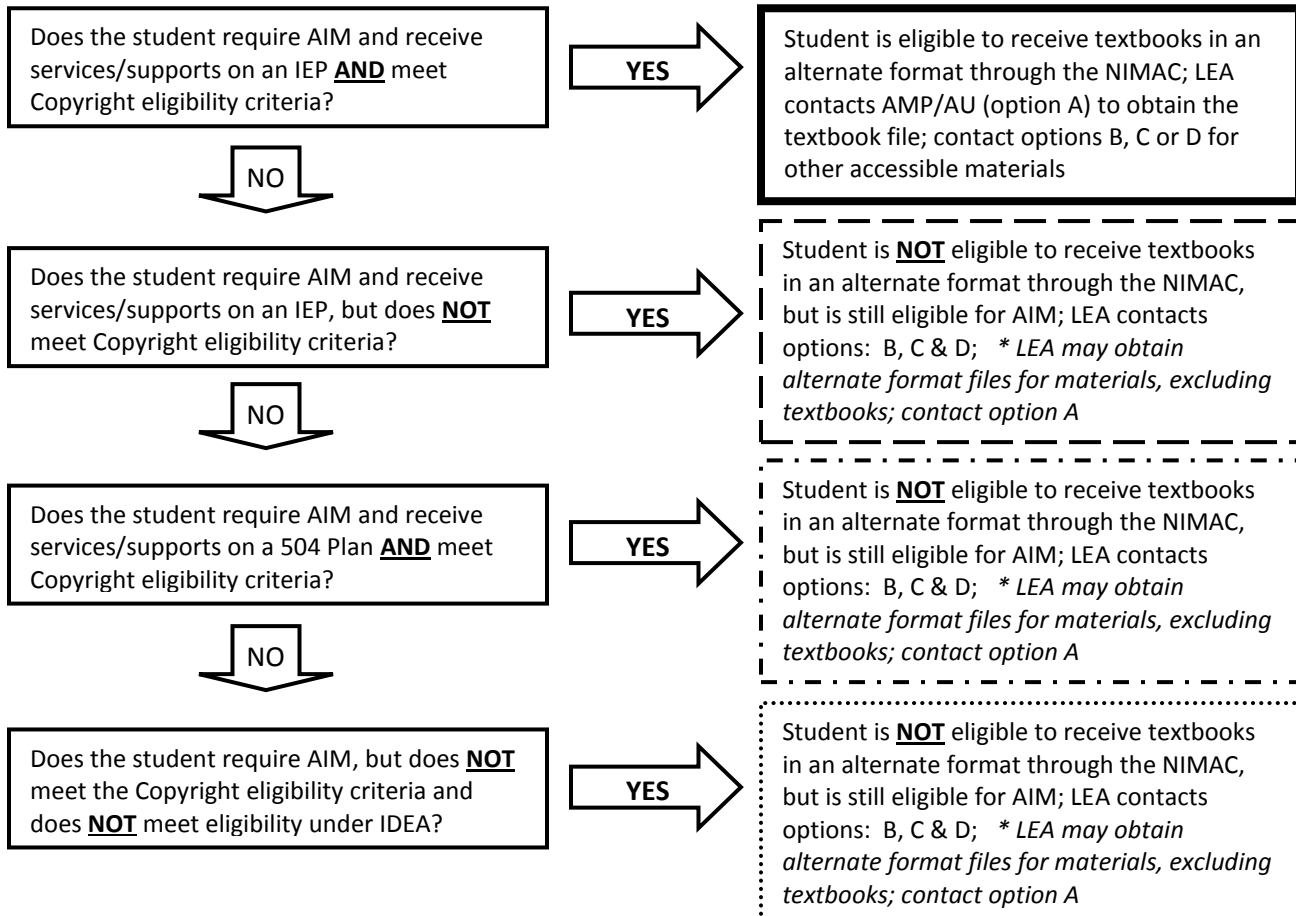 Does the student require AIM and receive
services/supports on an IEP AND meet
Copyright eligibility criteria?
YES
Student is eligible to receive textbooks in an
alternate format through the NIMAC; LEA
contacts AMP/AU (option A) to obtain the
textbook file; contact options B, C or D for
other accessible materials
NO
Does the student require AIM and receive
services/supports on an IEP, but does NOT
meet Copyright eligibility criteria?
YES
Student is NOT eligible to receive textbooks
in an alternate format through the NIMAC,
but is still eligible for AIM; LEA contacts
options: B, C & D; * LEA may obtain
alternate format files for materials, excluding
textbooks; contact option A
NO
Does the student require AIM and receive
services/supports on a 504 Plan AND meet
Copyright eligibility criteria?
YES
Student is NOT eligible to receive textbooks
in an alternate format through the NIMAC,
but is still eligible for AIM; LEA contacts
options: B, C & D; * LEA may obtain
alternate format files for materials, excluding
textbooks; contact option A
NO
Does the student require AIM, but does NOT
meet the Copyright eligibility criteria and
does NOT meet eligibility under IDEA?
YES
Student is NOT eligible to receive textbooks
in an alternate format through the NIMAC,
but is still eligible for AIM; LEA contacts
options: B, C & D; * LEA may obtain
alternate format files for materials, excluding
textbooks; contact option A